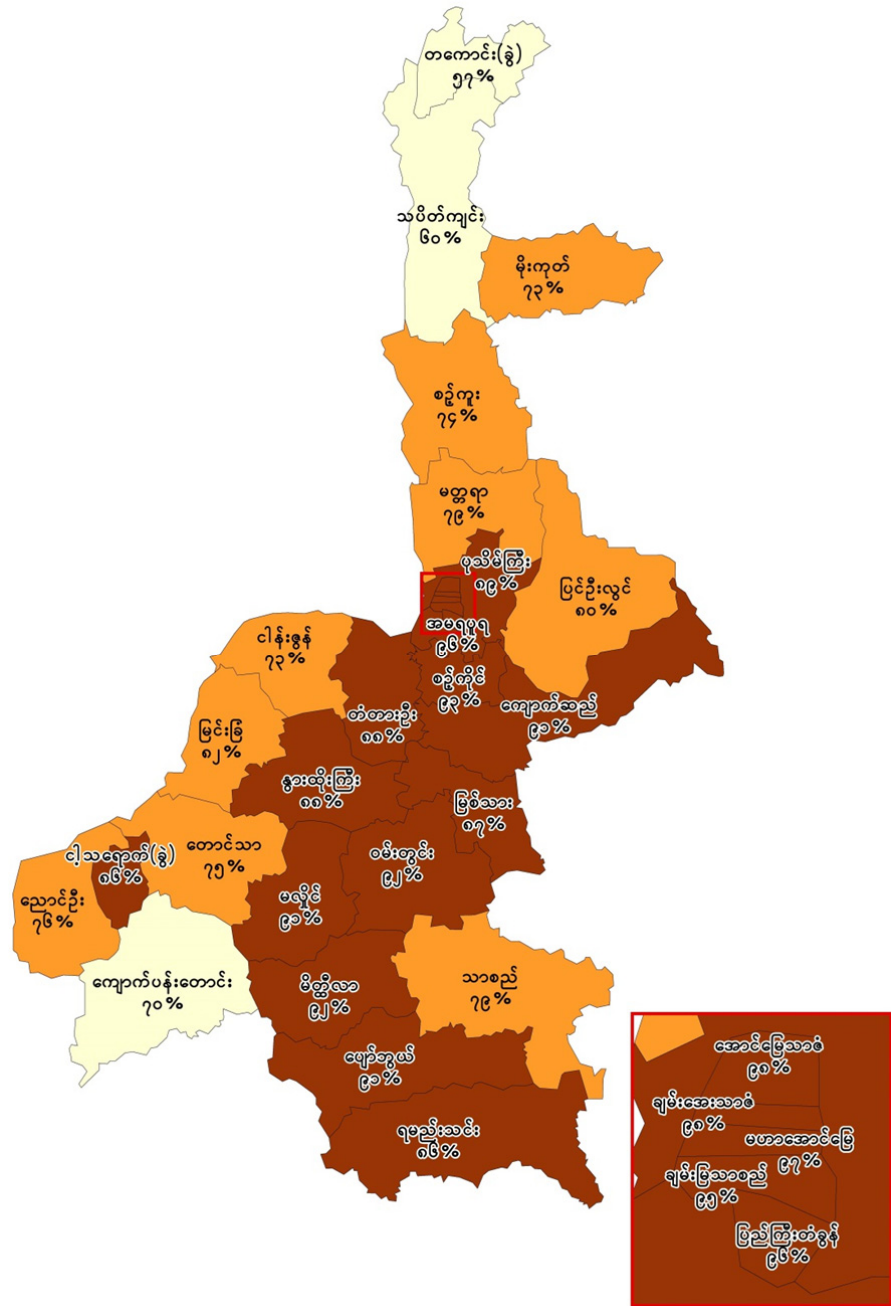 တကောင်း(ခွဲ)
၅၇%
သပိတ်ကျင်း
၆၀%
မိုးကုတ်
၇၃%
စဉ့်ကူး
၇၄%
မတ္တရာ
၇၉%
ပုသိမ်ကြီး
၈၉%
ပြင်ဦးလွင်
၈၀%
အမရပူရ
၉၆%
ငါန်းဇွန်
၇၃%
စဉ့်ကိုင်
၉၃%
ကျောက်ဆည်
၉၁%
တံတားဦး
၈၈%
မြင်းခြံ
၈၂%
နွားထိုးကြီး
၈၈%
မြစ်သား
၈၇%
တောင်သာ
၇၅%
ဝမ်းတွင်း
၉၂%
ငါ့သရောက်(ခွဲ)
၈၆%
ညောင်ဦး
၇၆%
မလှိုင်
၉၁%
ကျောက်ပန်းတောင်း
၇၀%
မိတ္ထီလာ
၉၂%
သာစည်
၇၉%
ပျော်ဘွယ်
၉၁%
ရမည်းသင်း
၈၆%
အောင်မြေသာဇံ
၉၈%
ချမ်းအေးသာဇံ
၉၈%
မဟာအောင်မြေ
၉၇%
ချမ်းမြသာစည်
၉၅%
ပြည်ကြီးတံခွန်
၉၆%